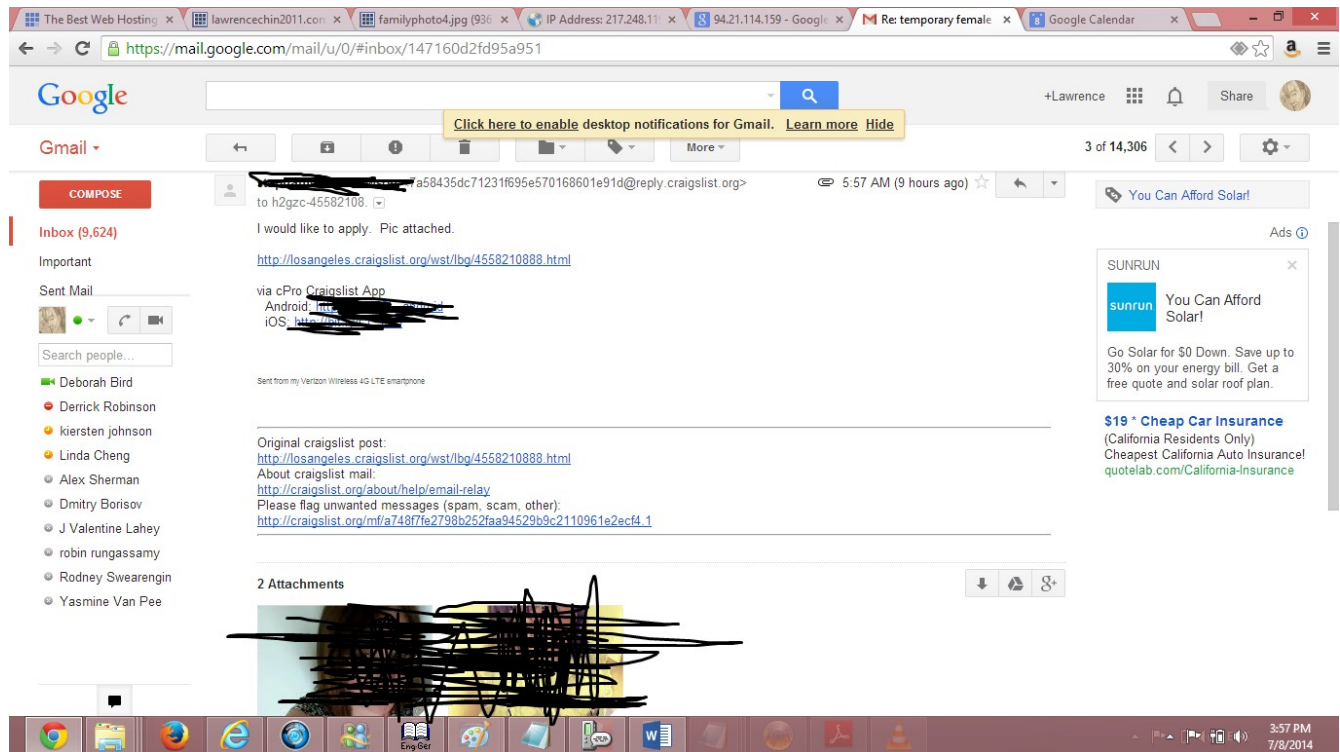 The Best Web Hosting
lawrencechin2011.con
familyphoto4.jpg (936
IP Address: 217.248.11
94.21.114.159 - Google
Re: temporary female
Google Calendar
https://mail.google.com/mail/u/0/#inbox/147160d2fd95a951
Google
+Lawrence
Share
Click here to enable desktop notifications for Gmail. Learn more Hide
Gmail
More
3 of 14,306
COMPOSE
Inbox (9,624)
Important
Sent Mail
Search people...
Deborah Bird
Derrick Robinson
kiersten johnson
Linda Cheng
Alex Sherman
Dmitry Borisov
J Valentine Lahey
robin rungassamy
Rodney Swearengin
Yasmine Van Pee
7a58435dc71231f695e570168601e91d@reply.craigslist.org>
5:57 AM (9 hours ago)
to h2gzc-45582108.
I would like to apply. Pic attached.
http://losangeles.craigslist.org/wst/lbg/4558210888.html
via cPro Craigslist App
Android:
iOS:
Sent from my Verizon Wireless 4G LTE smartphone
Original craigslist post:
http://losangeles.craigslist.org/wst/lbg/4558210888.html
About craigslist mail:
http://craigslist.org/about/help/email-relay
Please flag unwanted messages (spam, scam, other):
http://craigslist.org/mf/a748f7fe2798b252faa94529b9c2110961e2ecf4.1
2 Attachments
You Can Afford Solar!
Ads
SUNRUN
sunrun
You Can Afford
Solar!
Go Solar for $0 Down. Save up to
30% on your energy bill. Get a
free quote and solar roof plan.
$19 * Cheap Car Insurance
(California Residents Only)
Cheapest California Auto Insurance!
quotelab.com/California-Insurance
Eng Ger
3:57 PM
7/8/2014